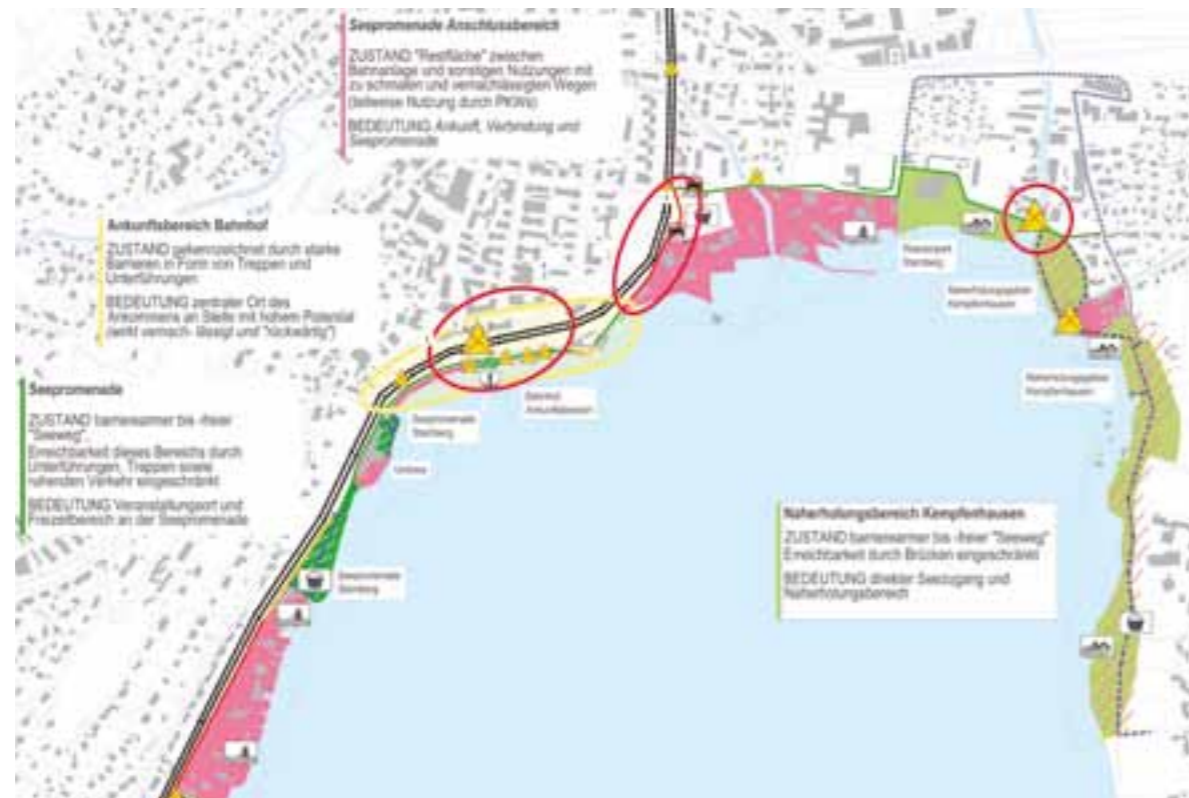 Seepromenade Anschlussbereich
ZUSTAND "Restfläche" zwischen
Bahnanlage und sonstigen Nutzungen mit
zu schmalen und vernachlässigten Wegen
(teilweise Nutzung durch PKWs)
BEDEUTUNG Ankunft, Verbindung und
Seepromenade
Ankunftsbereich Bahnhof
ZUSTAND gekennzeichnet durch starke
Barrieren in Form von Treppen und
Unterführungen
BEDEUTUNG zentraler Ort des
Ankommens an Stelle mit hohem Potential
(wirkt vernach- lässigt und "rückwärtig")
Seepromenade
ZUSTAND barrierearmer bis -freier
"Seeweg",
Erreichbarkeit dieses Bereichs durch
Unterführungen, Treppen sowie
ruhenden Verkehr eingeschränkt
BEDEUTUNG Veranstaltungsort und
Freizeitbereich an der Seepromenade
Starnberg
Naherholungsgebiet
Kempfenhausen
Naherholungsgebiet
Kempfenhausen
Bahnhof
Ankunftsbereich
Seepromenade
Starnberg
Seepromenade
Starnberg
Naherholungsbereich Kempfenhausen
ZUSTAND barrierearmer bis -freier "Seeweg"
Erreichbarkeit durch Brücken eingeschränkt
BEDEUTUNG direkter Seezugang und
Naherholungsbereich